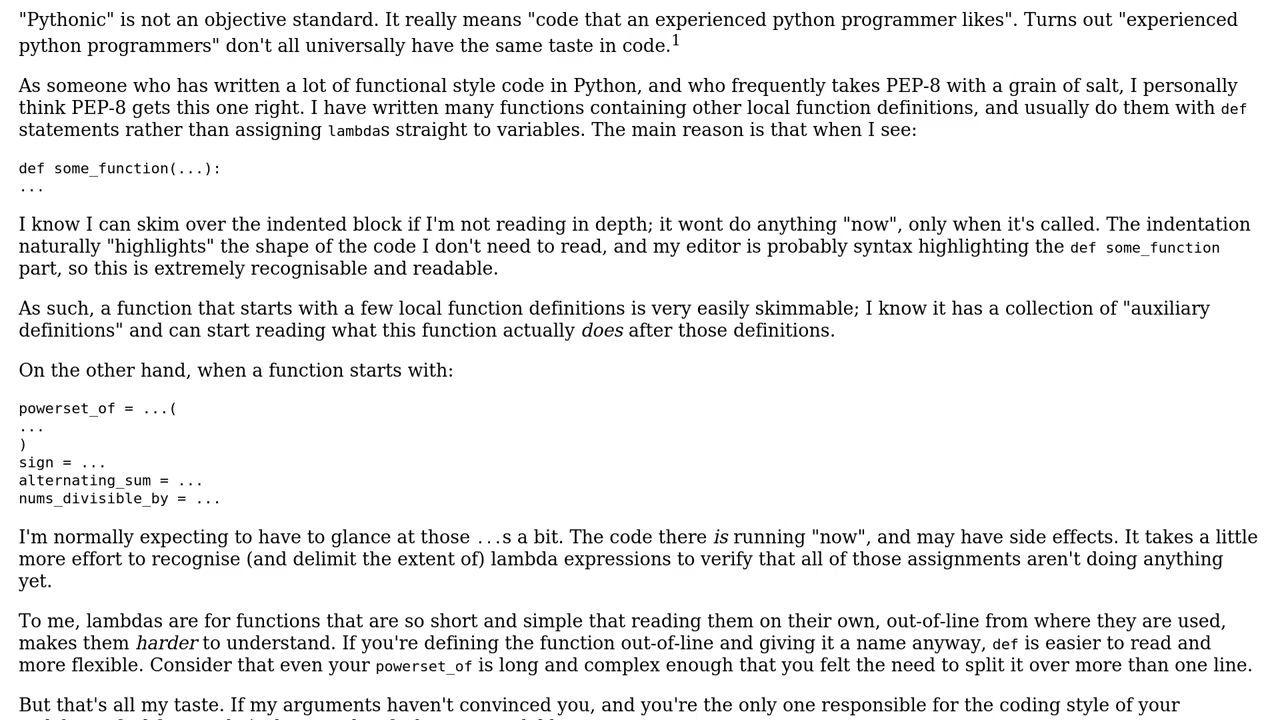 "Pythonic" is not an objective standard. It really means "code that an experienced python programmer likes". Turns out "experienced
python programmers" don't all universally have the same taste in code.1
As someone who has written a lot of functional style code in Python, and who frequently takes PEP-8 with a grain of salt, I personally
think PEP-8 gets this one right. I have written many functions containing other local function definitions, and usually do them with def
statements rather than assigning lambdas straight to variables. The main reason is that when I see:
def some_function(...):
...
I know I can skim over the indented block if I'm not reading in depth; it wont do anything "now", only when it's called. The indentation
naturally "highlights" the shape of the code I don't need to read, and my editor is probably syntax highlighting the def some_function
part, so this is extremely recognisable and readable.
As such, a function that starts with a few local function definitions is very easily skimmable; I know it has a collection of "auxiliary
definitions" and can start reading what this function actually does after those definitions.
On the other hand, when a function starts with:
powerset_of = ...(
...
)
sign = ...
alternating_sum = ...
nums_divisible_by = ...
I'm normally expecting to have to glance at those ...s a bit. The code there is running "now", and may have side effects. It takes a little
more effort to recognise (and delimit the extent of) lambda expressions to verify that all of those assignments aren't doing anything
yet.
To me, lambdas are for functions that are so short and simple that reading them on their own, out-of-line from where they are used,
makes them harder to understand. If you're defining the function out-of-line and giving it a name anyway, def is easier to read and
more flexible. Consider that even your powerset_of is long and complex enough that you felt the need to split it over more than one line.
But that's all my taste. If my arguments haven't convinced you, and you're the only one responsible for the coding style of your